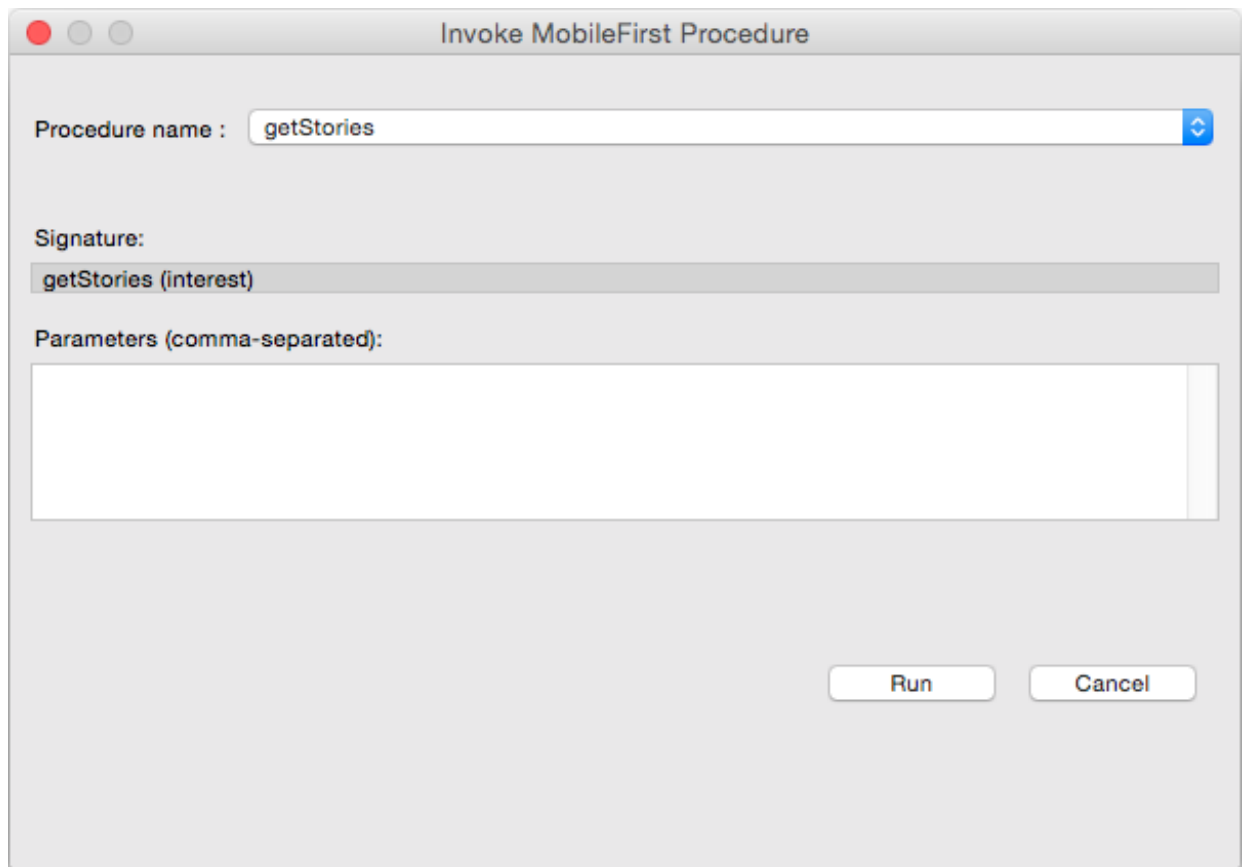 Invoke MobileFirst Procedure
Procedure name : getStories
Signature:
getStories (interest)
Parameters (comma-separated):
Run Cancel